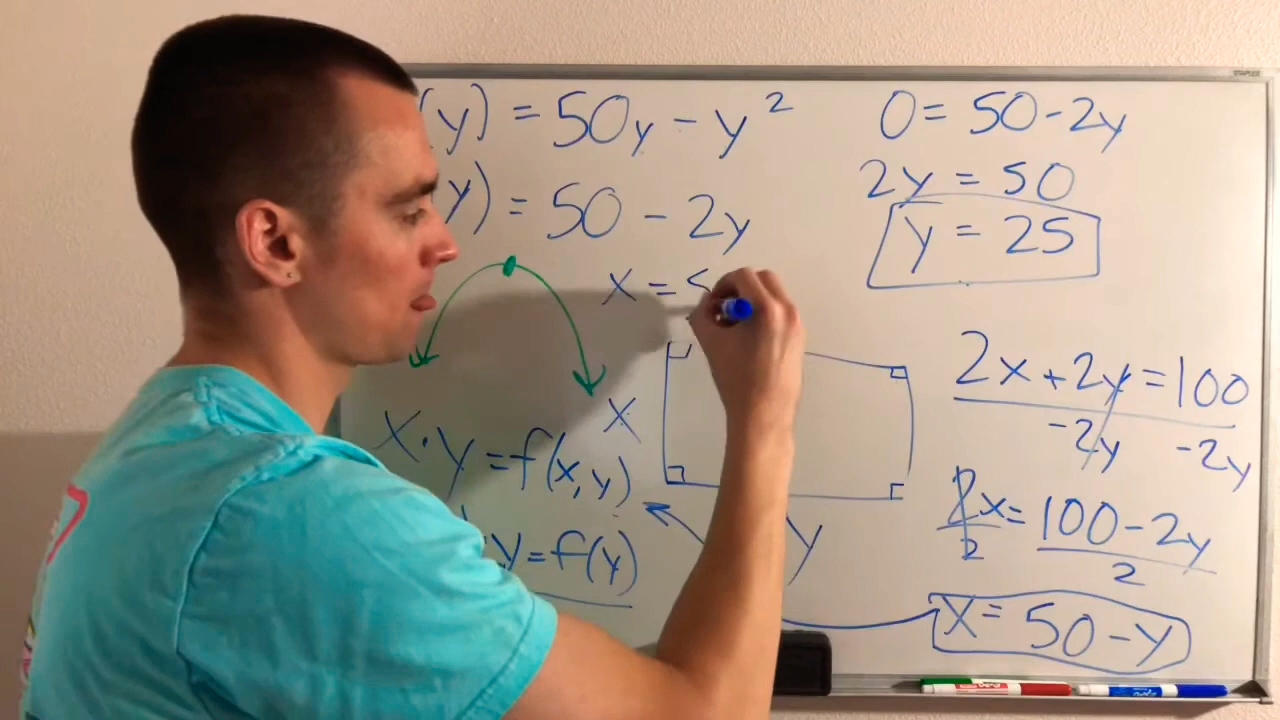 (y) = 50y - y²
y) = 50 - 2y
x = 5
x
x · y = f(x, y)
y = f(y)
y
0 = 50 - 2y
2y = 50
y = 25
2x + 2y = 100
-2y -2y
2x = 100 - 2y
2 2
x = 50 - y